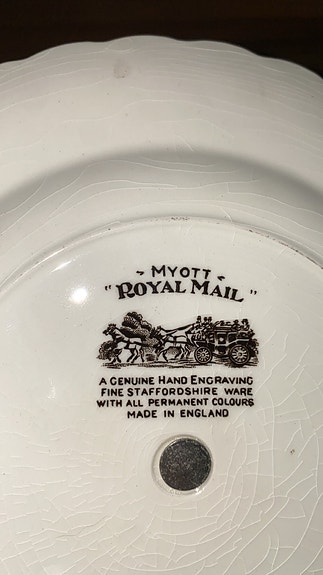 ~ MYOTT ~
"ROYAL MAIL"
A GENUINE HAND ENGRAVING
FINE STAFFORDSHIRE WARE
WITH ALL PERMANENT COLOURS
MADE IN ENGLAND